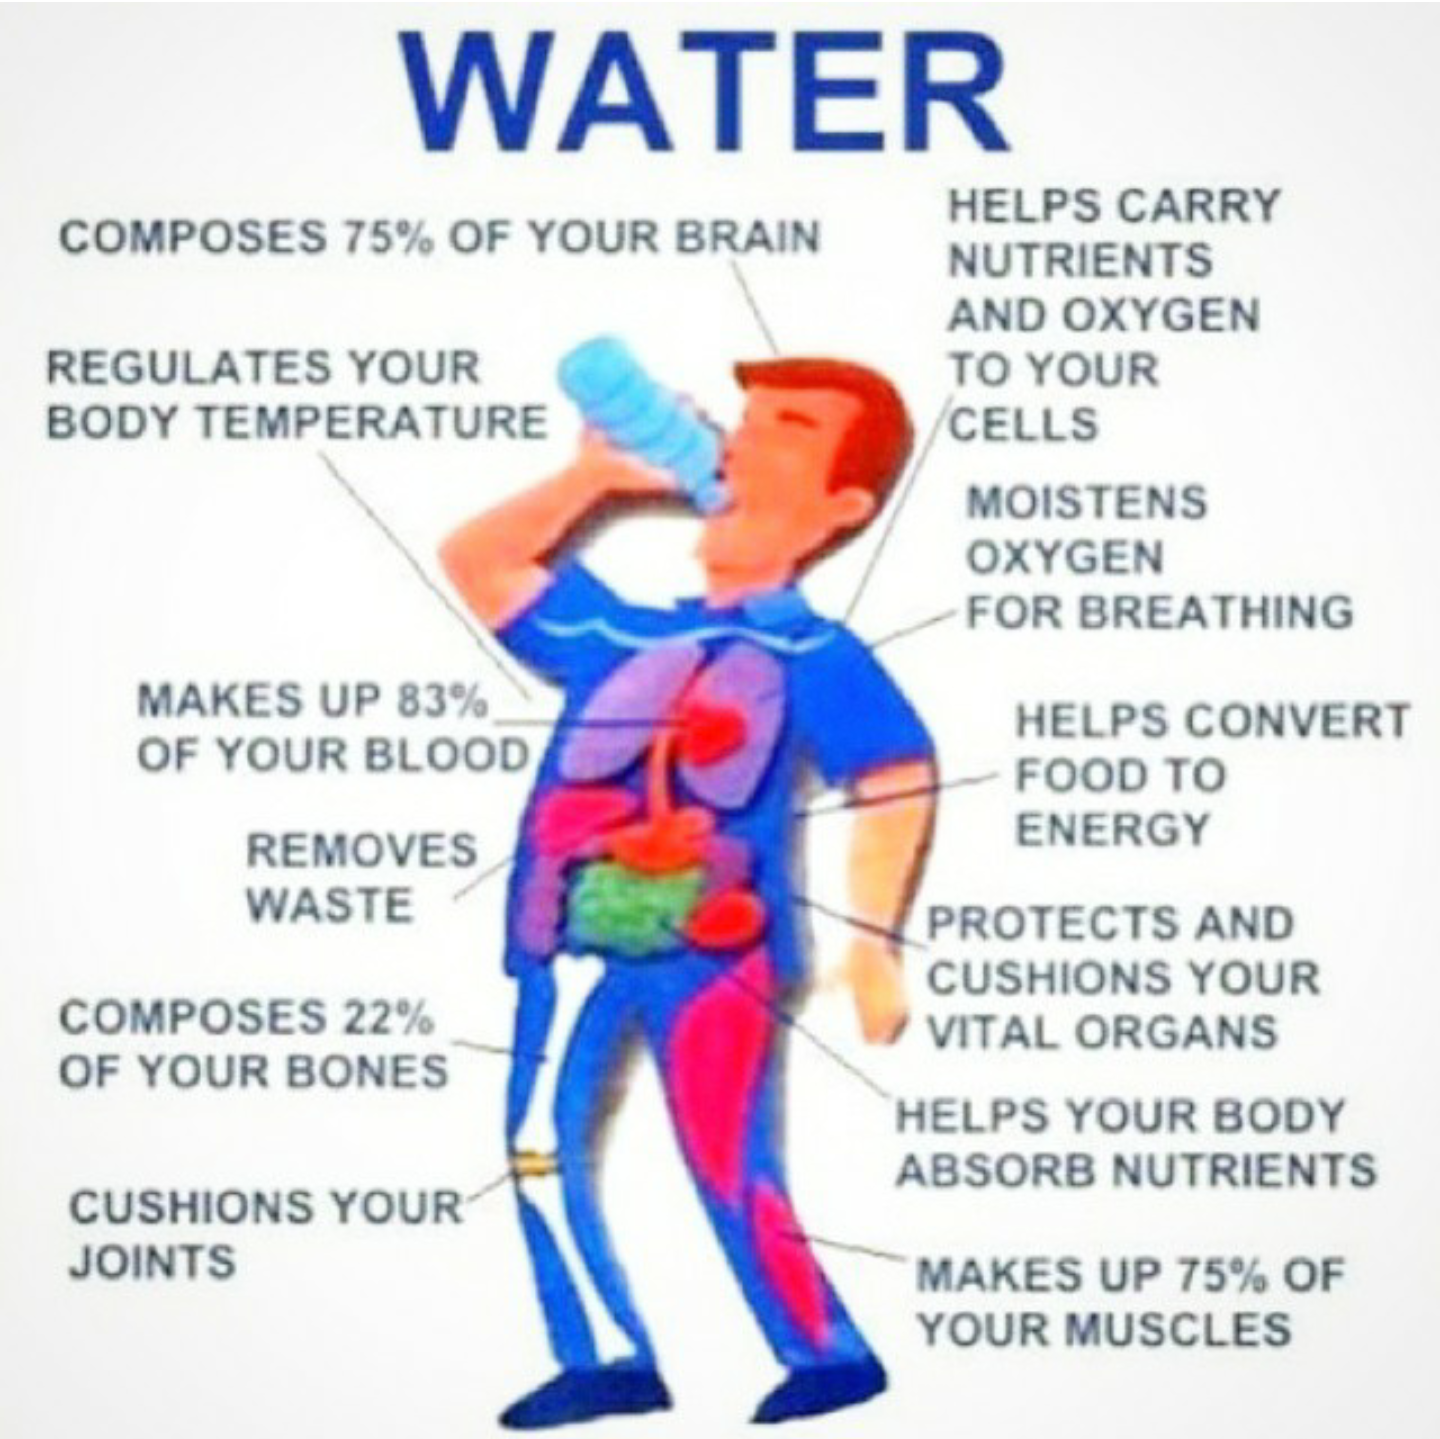 WATER
COMPOSES 75% OF YOUR BRAIN
REGULATES YOUR
BODY TEMPERATURE
MAKES UP 83%
OF YOUR BLOOD
REMOVES
WASTE
COMPOSES 22%
OF YOUR BONES
CUSHIONS YOUR
JOINTS
HELPS CARRY
NUTRIENTS
AND OXYGEN
TO YOUR
CELLS
MOISTENS
OXYGEN
FOR BREATHING
HELPS CONVERT
FOOD TO
ENERGY
PROTECTS AND
CUSHIONS YOUR
VITAL ORGANS
HELPS YOUR BODY
ABSORB NUTRIENTS
MAKES UP 75% OF
YOUR MUSCLES